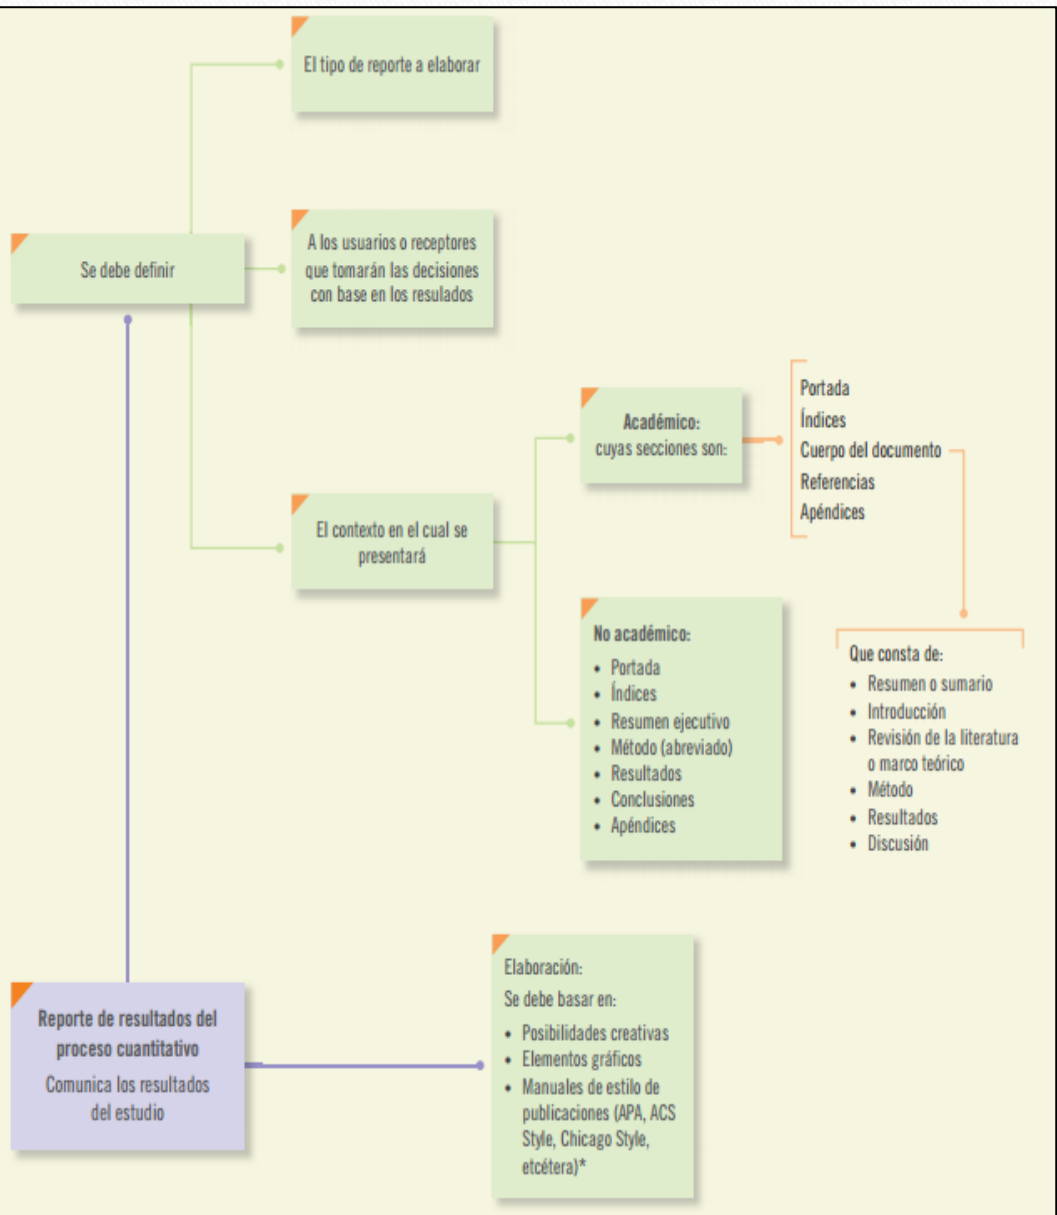 El tipo de reporte a elaborar
A los usuarios o receptores
que tomarán las decisiones
con base en los resulados
Se debe definir
Académico:
cuyas secciones son:
Portada
Índices
Cuerpo del documento
Referencias
Apéndices
El contexto en el cual se
presentará
No académico:
• Portada
• Índices
• Resumen ejecutivo
• Método (abreviado)
• Resultados
• Conclusiones
• Apéndices
Que consta de:
• Resumen o sumario
• Introducción
• Revisión de la literatura
o marco teórico
• Método
• Resultados
• Discusión
Reporte de resultados del
proceso cuantitativo
Comunica los resultados
del estudio
Elaboración:
Se debe basar en:
• Posibilidades creativas
• Elementos gráficos
• Manuales de estilo de
publicaciones (APA, ACS
Style, Chicago Style,
etcétera)*